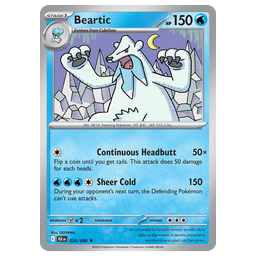 STAGE 1
Beartic
HP 150
Evolves from Cubchoo
Continuous Headbutt 50×
Flip a coin until you get tails. This attack does 50 damage
for each heads.
Sheer Cold 150
During your opponent's next turn, the Defending Pokémon
can't use attacks.
weakness ×2 resistance retreat